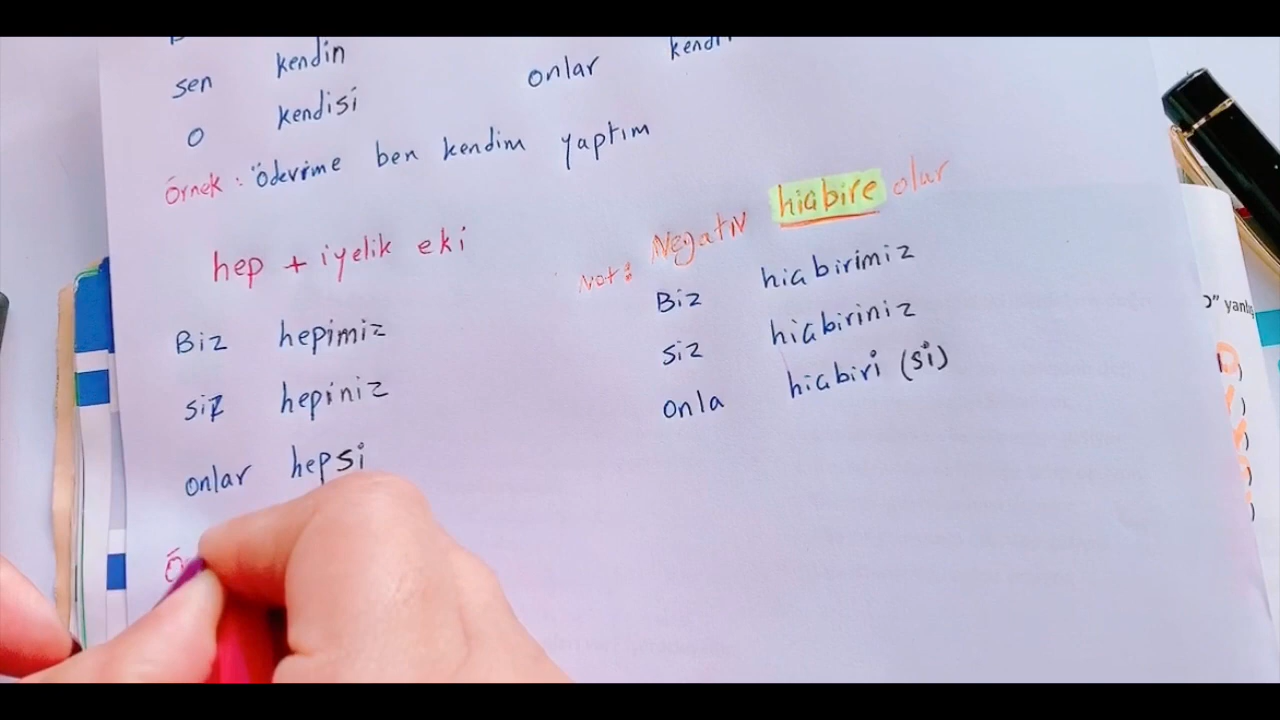 sen kendin onlar
O kendisi
Örnek : "Ödevime ben kendim yaptım
hep + iyelik eki
Not: Negatıv hiabire olur
Biz hepimiz
siz hepiniz
onlar hepsi
Biz hiabirimiz
siz hiabiriniz
onla hiabiri (si)
Ö